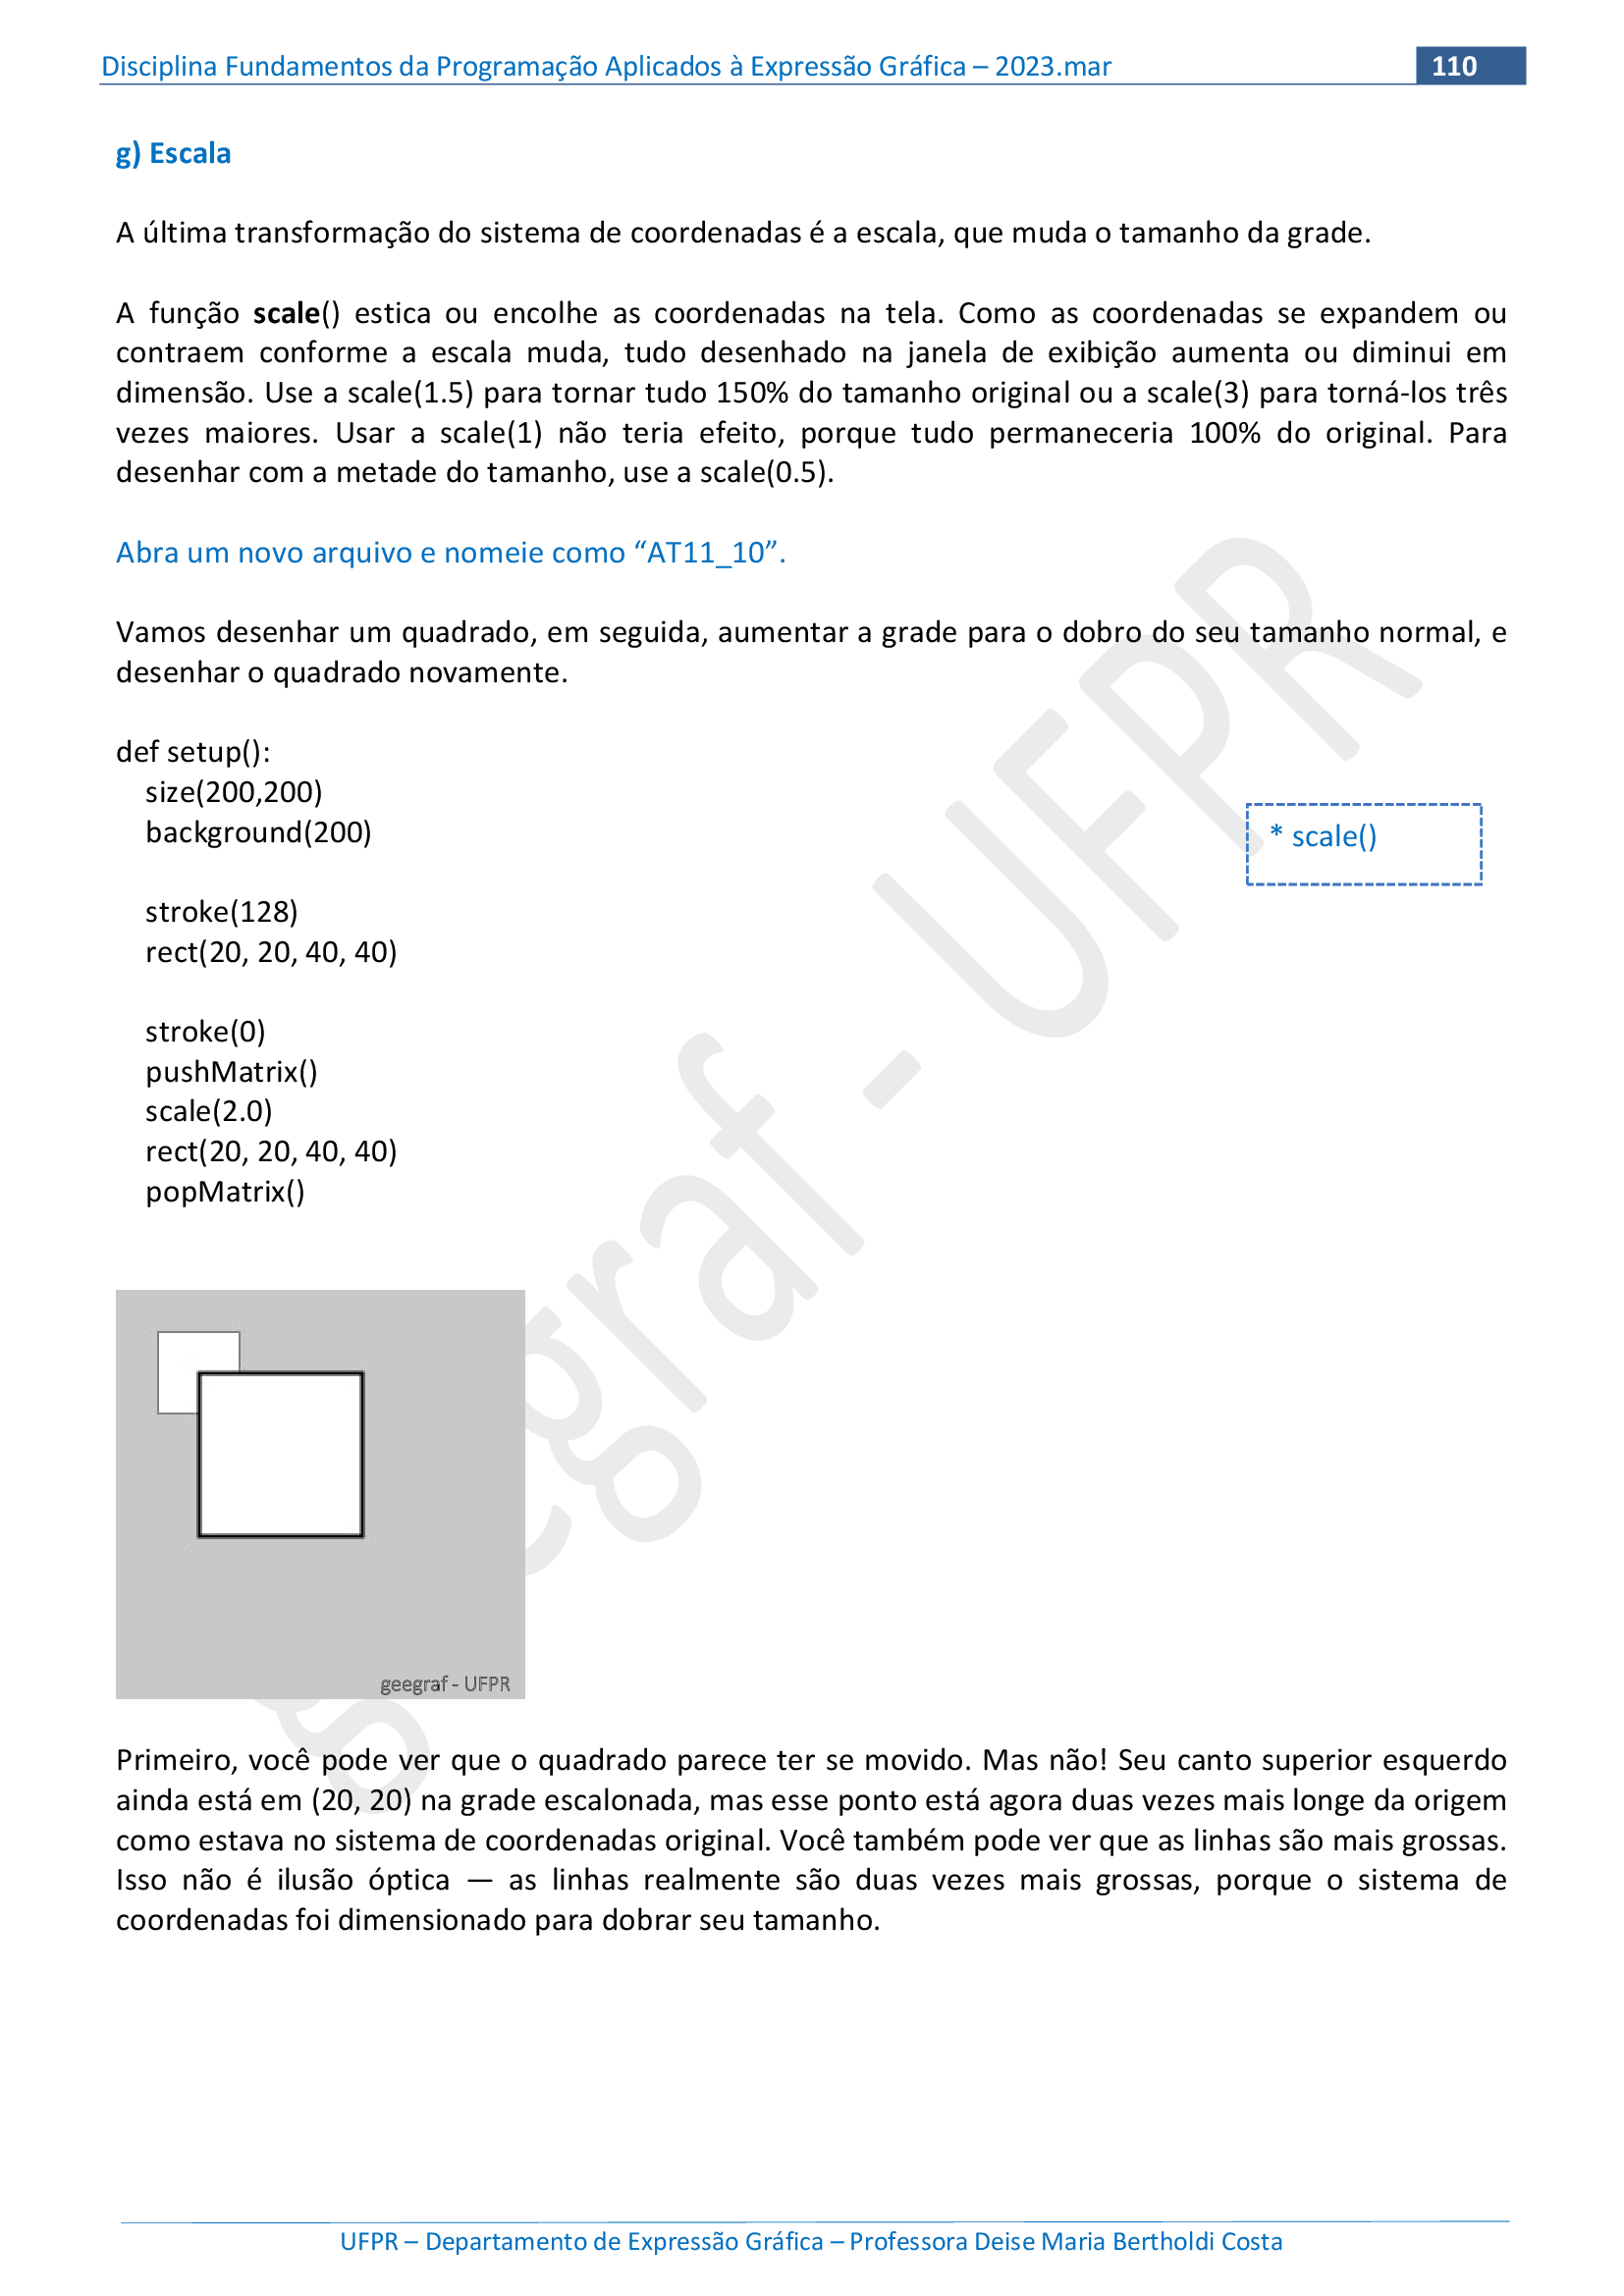 Disciplina Fundamentos da Programação Aplicados à Expressão Gráfica – 2023.mar 110
g) Escala
A última transformação do sistema de coordenadas é a escala, que muda o tamanho da grade.
A função scale() estica ou encolhe as coordenadas na tela. Como as coordenadas se expandem ou
contraem conforme a escala muda, tudo desenhado na janela de exibição aumenta ou diminui em
dimensão. Use a scale(1.5) para tornar tudo 150% do tamanho original ou a scale(3) para torná-los três
vezes maiores. Usar a scale(1) não teria efeito, porque tudo permaneceria 100% do original. Para
desenhar com a metade do tamanho, use a scale(0.5).
Abra um novo arquivo e nomeie como “AT11_10”.
Vamos desenhar um quadrado, em seguida, aumentar a grade para o dobro do seu tamanho normal, e
desenhar o quadrado novamente.
def setup():
size(200,200)
background(200)
* scale()
stroke(128)
rect(20, 20, 40, 40)
stroke(0)
pushMatrix()
scale(2.0)
rect(20, 20, 40, 40)
popMatrix()
geegraf - UFPR
geegraf - UFPR
Primeiro, você pode ver que o quadrado parece ter se movido. Mas não! Seu canto superior esquerdo
ainda está em (20, 20) na grade escalonada, mas esse ponto está agora duas vezes mais longe da origem
como estava no sistema de coordenadas original. Você também pode ver que as linhas são mais grossas.
Isso não é ilusão óptica — as linhas realmente são duas vezes mais grossas, porque o sistema de
coordenadas foi dimensionado para dobrar seu tamanho.
UFPR – Departamento de Expressão Gráfica – Professora Deise Maria Bertholdi Costa